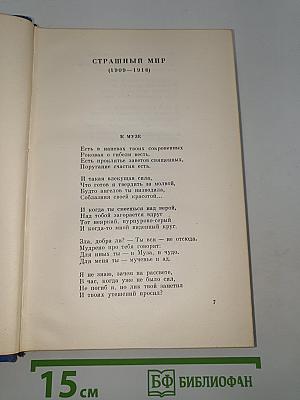 СТРАШНЫЙ МИР
(1909—1916)
К МУЗЕ
Есть в напевах твоих сокровенных
Роковая о гибели весть.
Есть проклятье заветов священных,
Поругание счастия есть.
И такая влекущая сила,
Что готов я твердить за молвой,
Будто ангелов ты низводила,
Соблазняя своей красотой...
И когда ты смеешься над верой,
Над тобой загорается вдруг
Тот неяркий, пурпурово-серый
И когда-то мной виденный круг.
Зла, добра ли? — Ты вся — не отсюда.
Мудрено про тебя говорят:
Для иных ты — и Муза, и чудо.
Для меня ты — мученье и ад.
Я не знаю, зачем на рассвете,
В час, когда уже не было сил,
Не погиб я, но лик твой заметил
И твоих утешений просил?
7
15 см
БФ БИБЛИОФАН